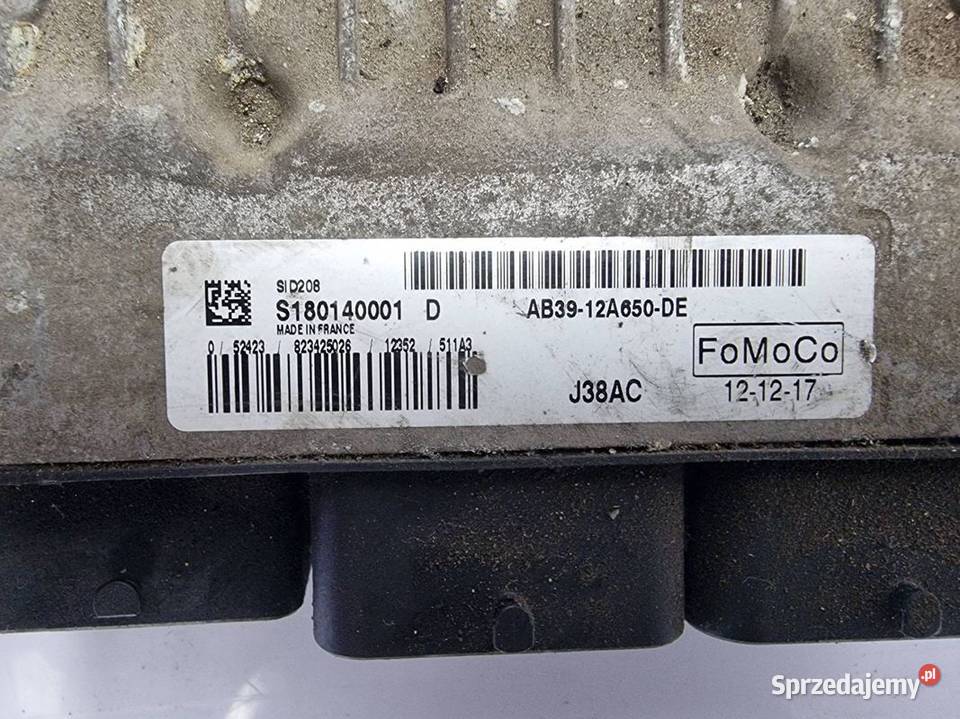 SID208
S180140001 D
AB39-12A650-DE
MADE IN FRANCE
0 / 52423 / 823425026 / 12352 / 511A3
FoMoCo
J38AC
12-12-17
Sprzedajemy.pl